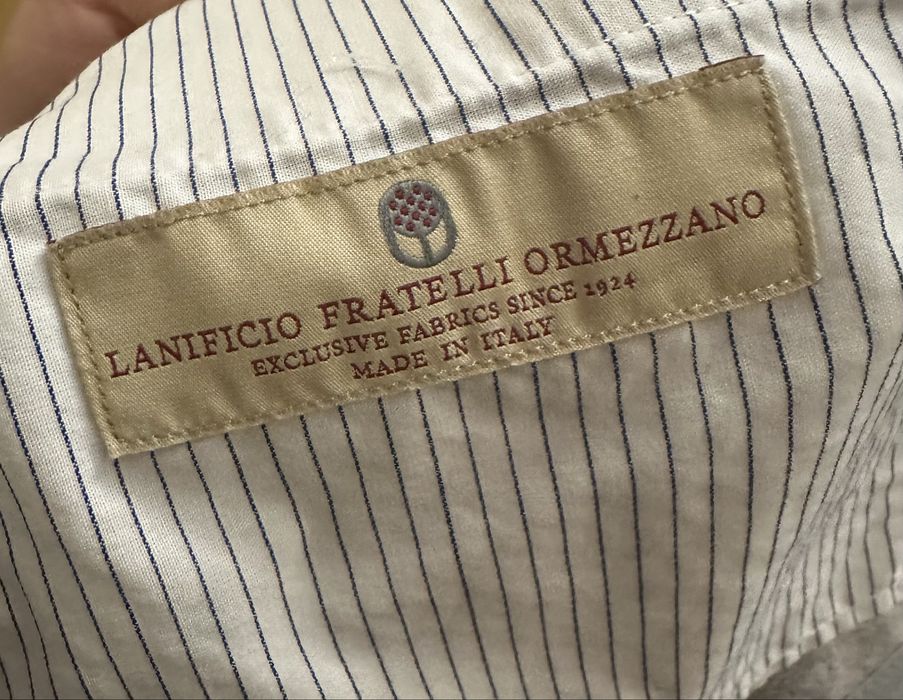 LANIFICIO FRATELLI ORMEZZANO
EXCLUSIVE FABRICS SINCE 1924
MADE IN ITALY